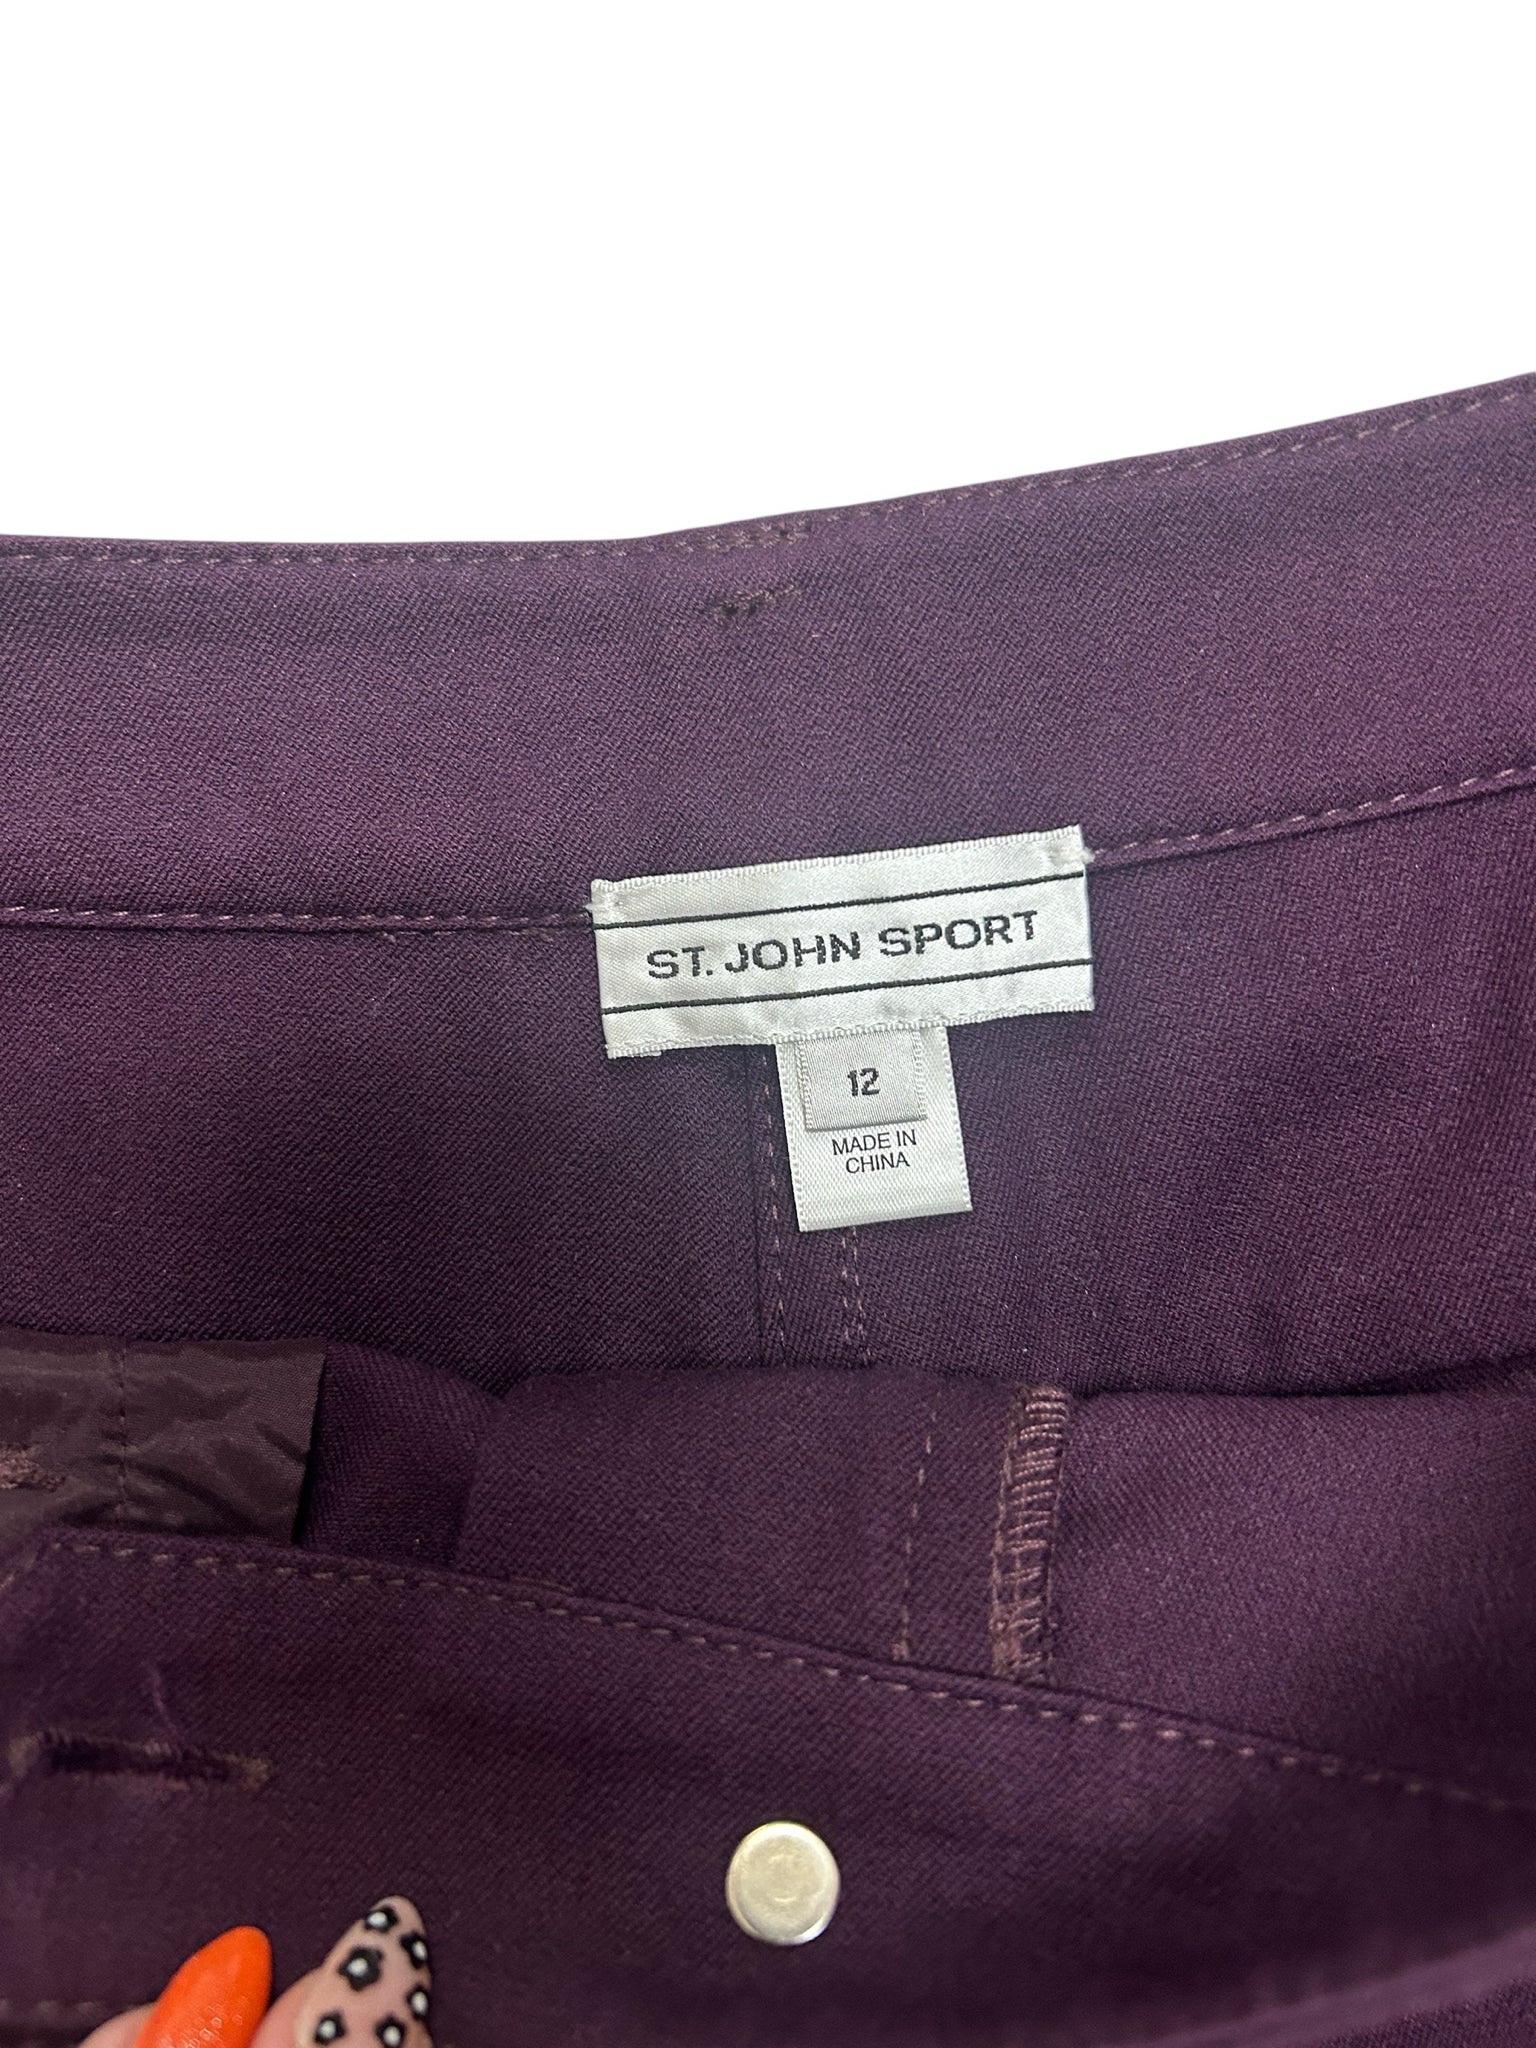 ST. JOHN SPORT
12
MADE IN
CHINA